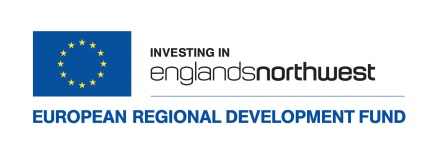 INVESTING IN
englandsnorthwest
EUROPEAN REGIONAL DEVELOPMENT FUND